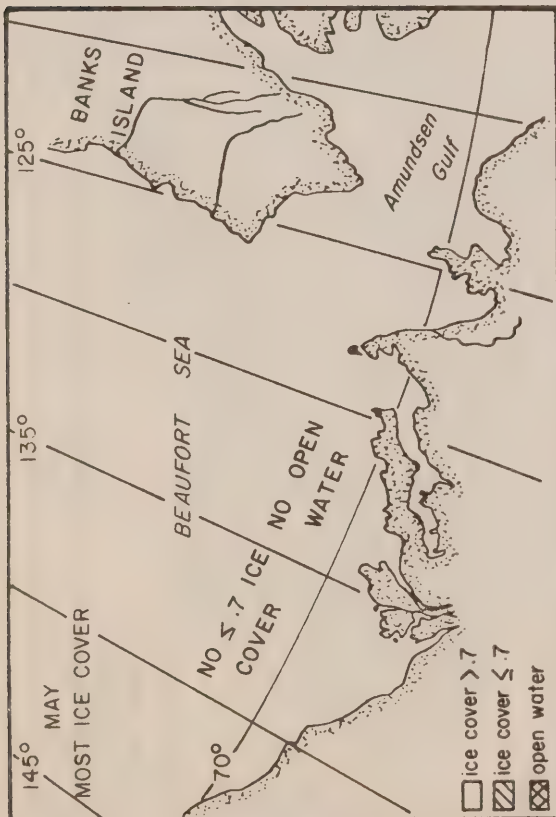 145°
135°
125°
MAY
MOST ICE COVER
BANKS
ISLAND
BEAUFORT SEA
Amundsen
Gulf
NO ≤ .7 ICE
COVER
NO OPEN
WATER
70°
ice cover > .7
ice cover ≤ .7
open water